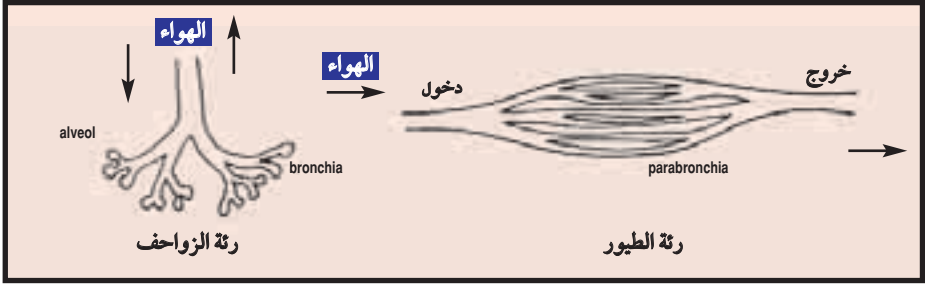 الهواء
الهواء
دخول
خروج
alveol
bronchia
parabronchia
رئة الزواحف
رئة الطيور